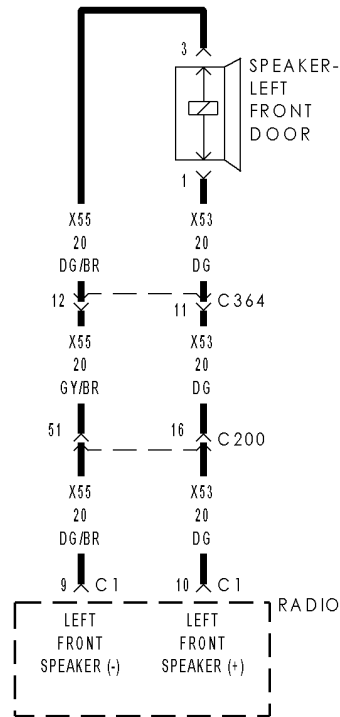 3
SPEAKER-
LEFT
FRONT
DOOR
1
X55 X53
20 20
DG/BR DG
12 11 C364
X55 X53
20 20
GY/BR DG
51 16 C200
X55 X53
20 20
DG/BR DG
9 C1 10 C1
RADIO
LEFT LEFT
FRONT FRONT
SPEAKER (-) SPEAKER (+)